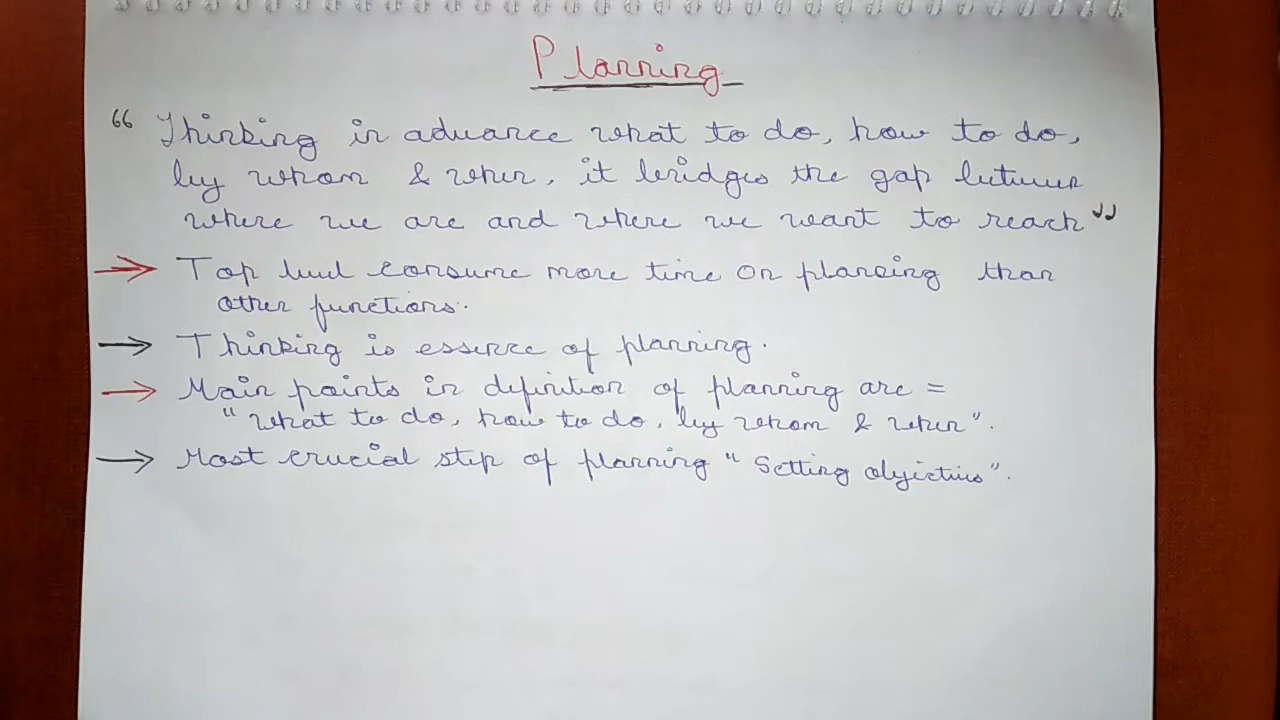 Planning
“ Thinking in advance what to do, how to do,
by whom & when, it bridges the gap between
where we are and where we want to reach”
→ Top level consume more time on planning than
other functions.
→ Thinking is essence of planning.
→ Main points in definition of planning are =
“what to do, how to do, by whom & when”.
→ Most crucial step of planning “Setting objectives”.